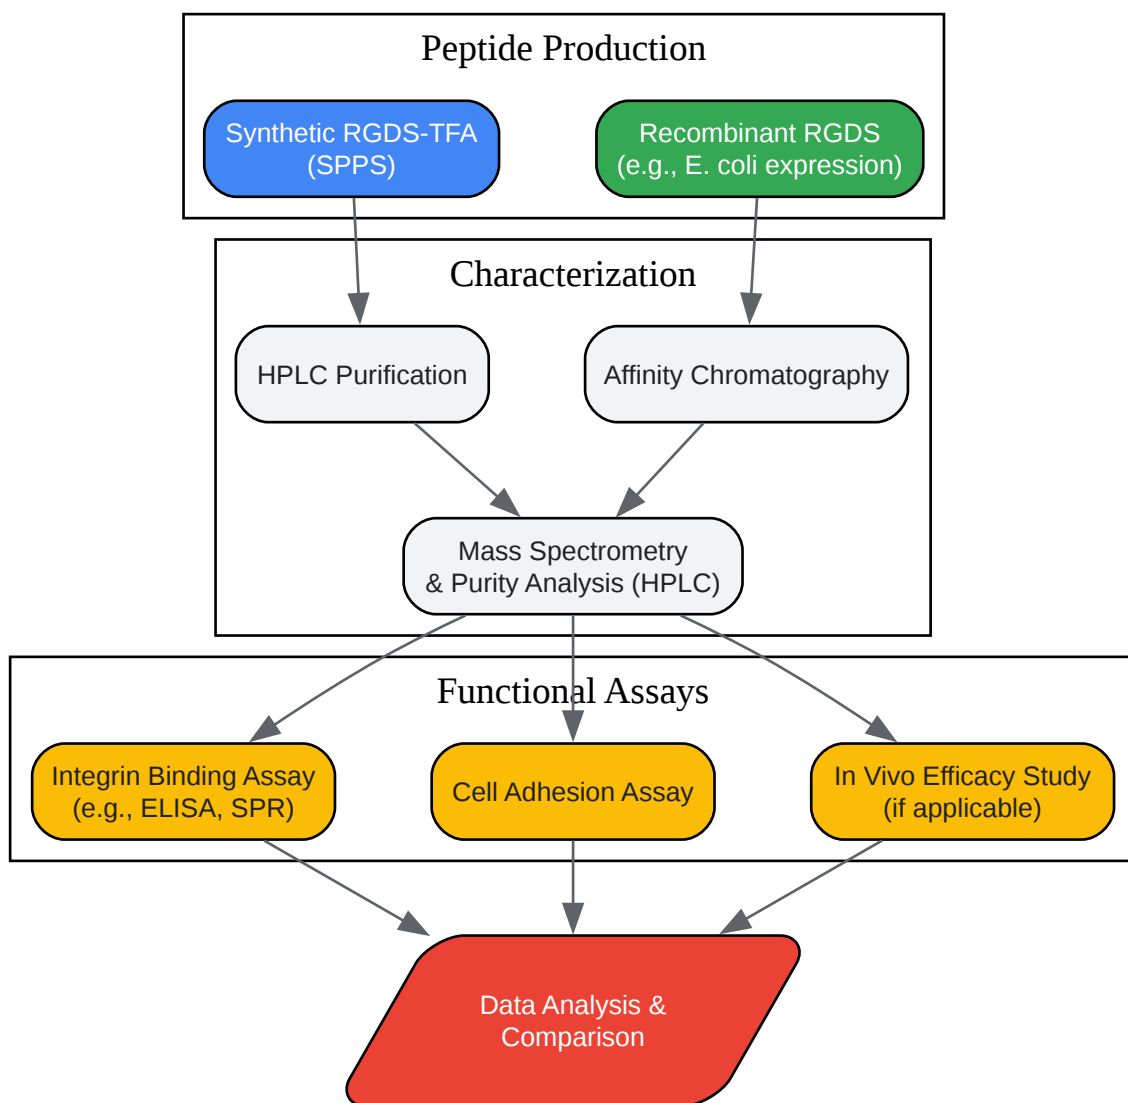 Peptide Production
Synthetic RGDS-TFA
(SPPS)
Recombinant RGDS
(e.g., E. coli expression)
Characterization
HPLC Purification
Affinity Chromatography
Mass Spectrometry
& Purity Analysis (HPLC)
Functional Assays
Integrin Binding Assay
(e.g., ELISA, SPR)
Cell Adhesion Assay
In Vivo Efficacy Study
(if applicable)
Data Analysis &
Comparison